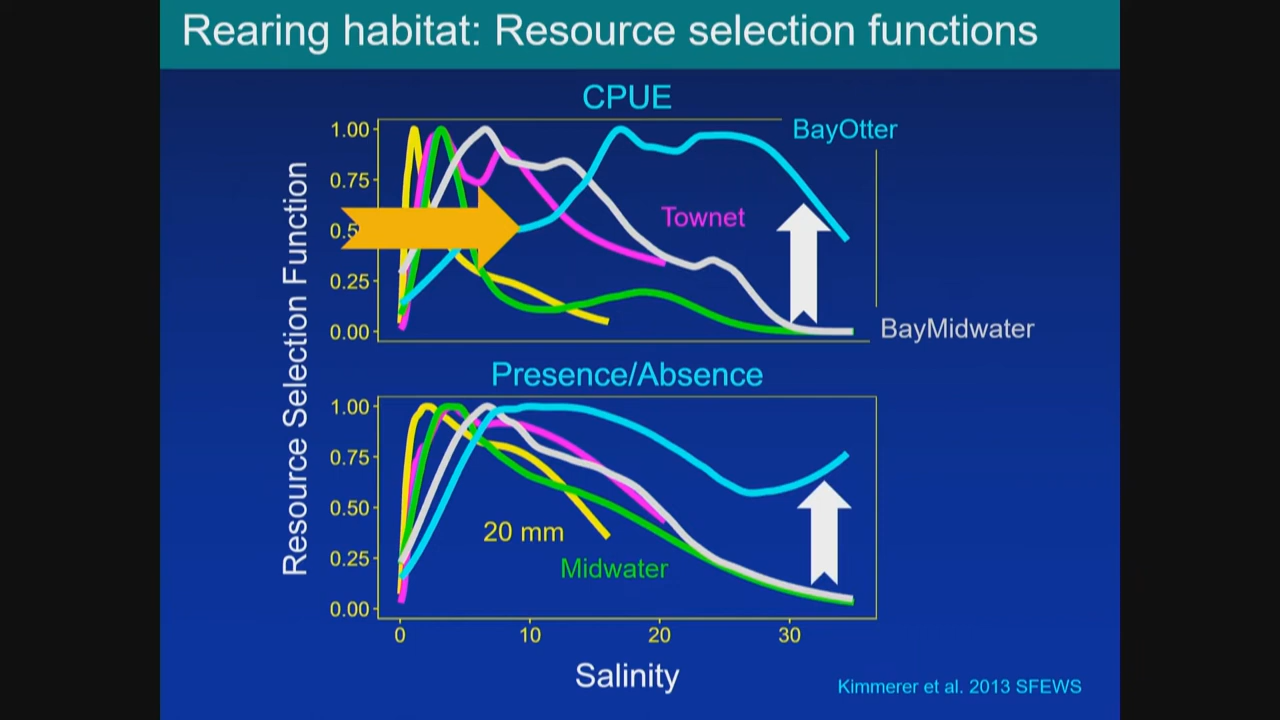 Rearing habitat: Resource selection functions
CPUE
BayOtter
1.00
0.75
Townet
0.5
0.25
0.00
BayMidwater
Resource Selection Function
Presence/Absence
1.00
0.75
0.50
20 mm
0.25
Midwater
0.00
0
10
20
30
Salinity
Kimmerer et al. 2013 SFEWS